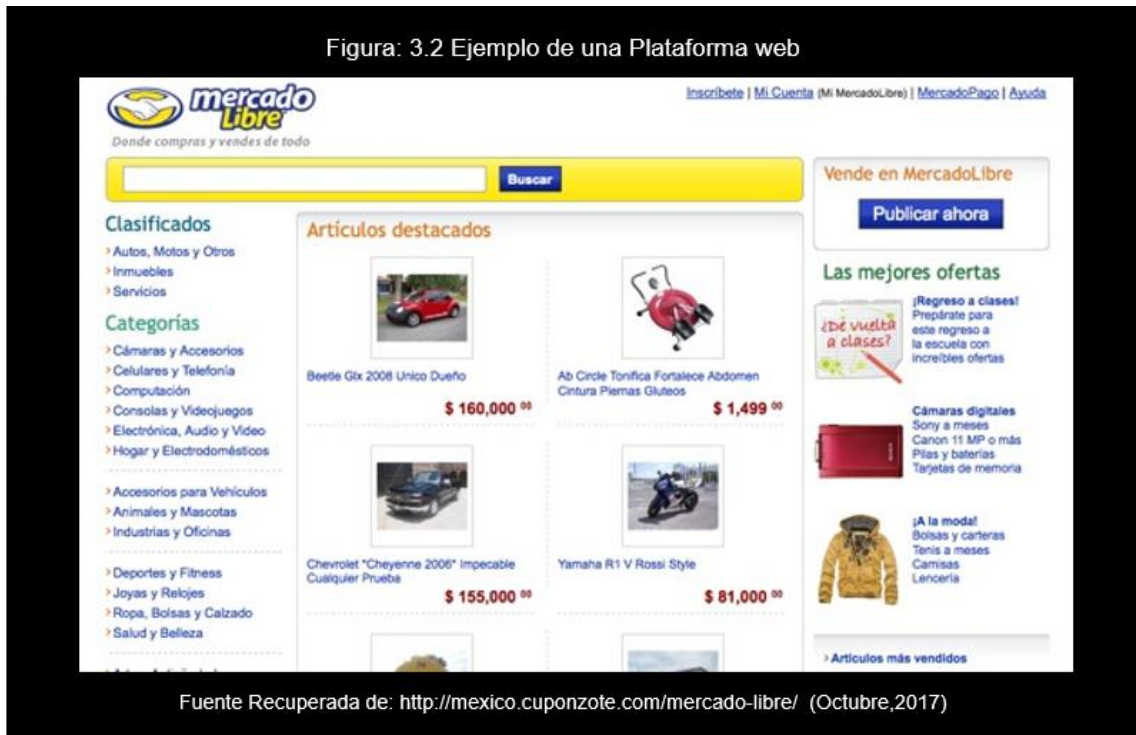 Figura: 3.2 Ejemplo de una Plataforma web
mercado
Libre
Donde compras y vendes de todo
Inscríbete | Mi Cuenta (Mi MercadoLibre) | MercadoPago | Ayuda
Buscar
Vende en MercadoLibre
Publicar ahora
Clasificados
Autos, Motos y Otros
Inmuebles
Servicios
Categorías
Cámaras y Accesorios
Celulares y Telefonía
Computación
Consolas y Videojuegos
Electrónica, Audio y Video
Hogar y Electrodomésticos
Accesorios para Vehículos
Animales y Mascotas
Industrias y Oficinas
Deportes y Fitness
Joyas y Relojes
Ropa, Bolsas y Calzado
Salud y Belleza
Artículos destacados
Beetle Glx 2008 Unico Dueño
$ 160,000 00
Ab Circle Tonifica Fortalece Abdomen
Cintura Piernas Gluteos
$ 1,499 00
Chevrolet "Cheyenne 2006" Impecable
Cualquier Prueba
$ 155,000 00
Yamaha R1 V Rossi Style
$ 81,000 00
Las mejores ofertas
¿De vuelta
a clases?
¡Regreso a clases!
Prepárate para
este regreso a
la escuela con
increíbles ofertas
Cámaras digitales
Sony a meses
Canon 11 MP o más
Pilas y baterías
Tarjetas de memoria
¡A la moda!
Bolsas y carteras
Tenis a meses
Camisas
Lencería
Artículos más vendidos
Fuente Recuperada de: http://mexico.cuponzote.com/mercado-libre/ (Octubre,2017)